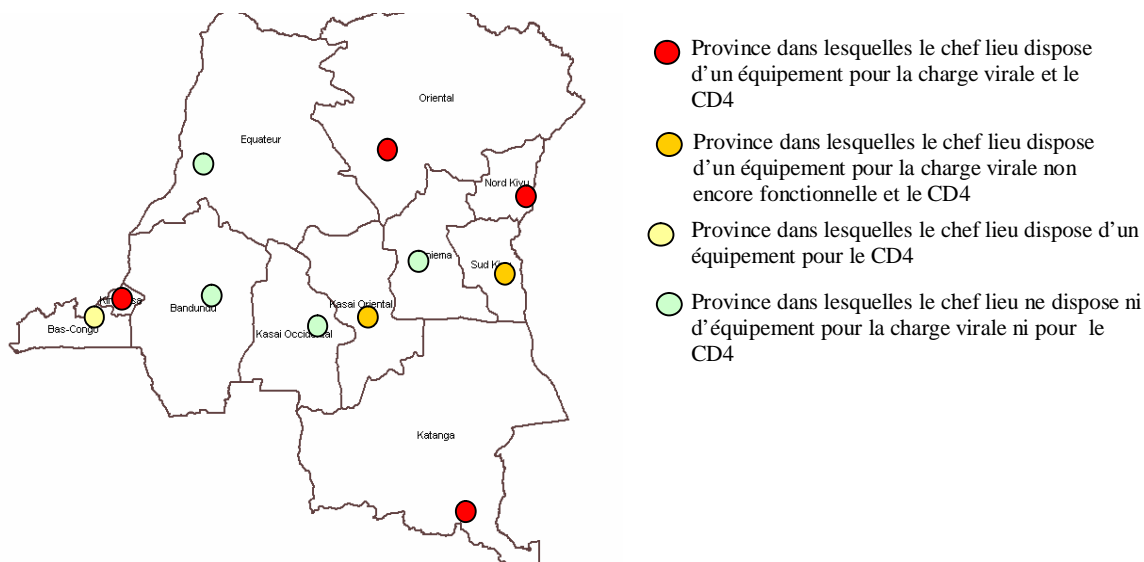 Oriental
Equateur
Nord Kivu
Sud
Kasai Oriental
Bandundu
Bas-Congo
Kasai Occidental
Katanga
Province dans lesquelles le chef lieu dispose
d'un équipement pour la charge virale et le
CD4
Province dans lesquelles le chef lieu dispose
d'un équipement pour la charge virale non
encore fonctionnelle et le CD4
Province dans lesquelles le chef lieu dispose d'un
équipement pour le CD4
Province dans lesquelles le chef lieu ne dispose ni
d'équipement pour la charge virale ni pour le
CD4